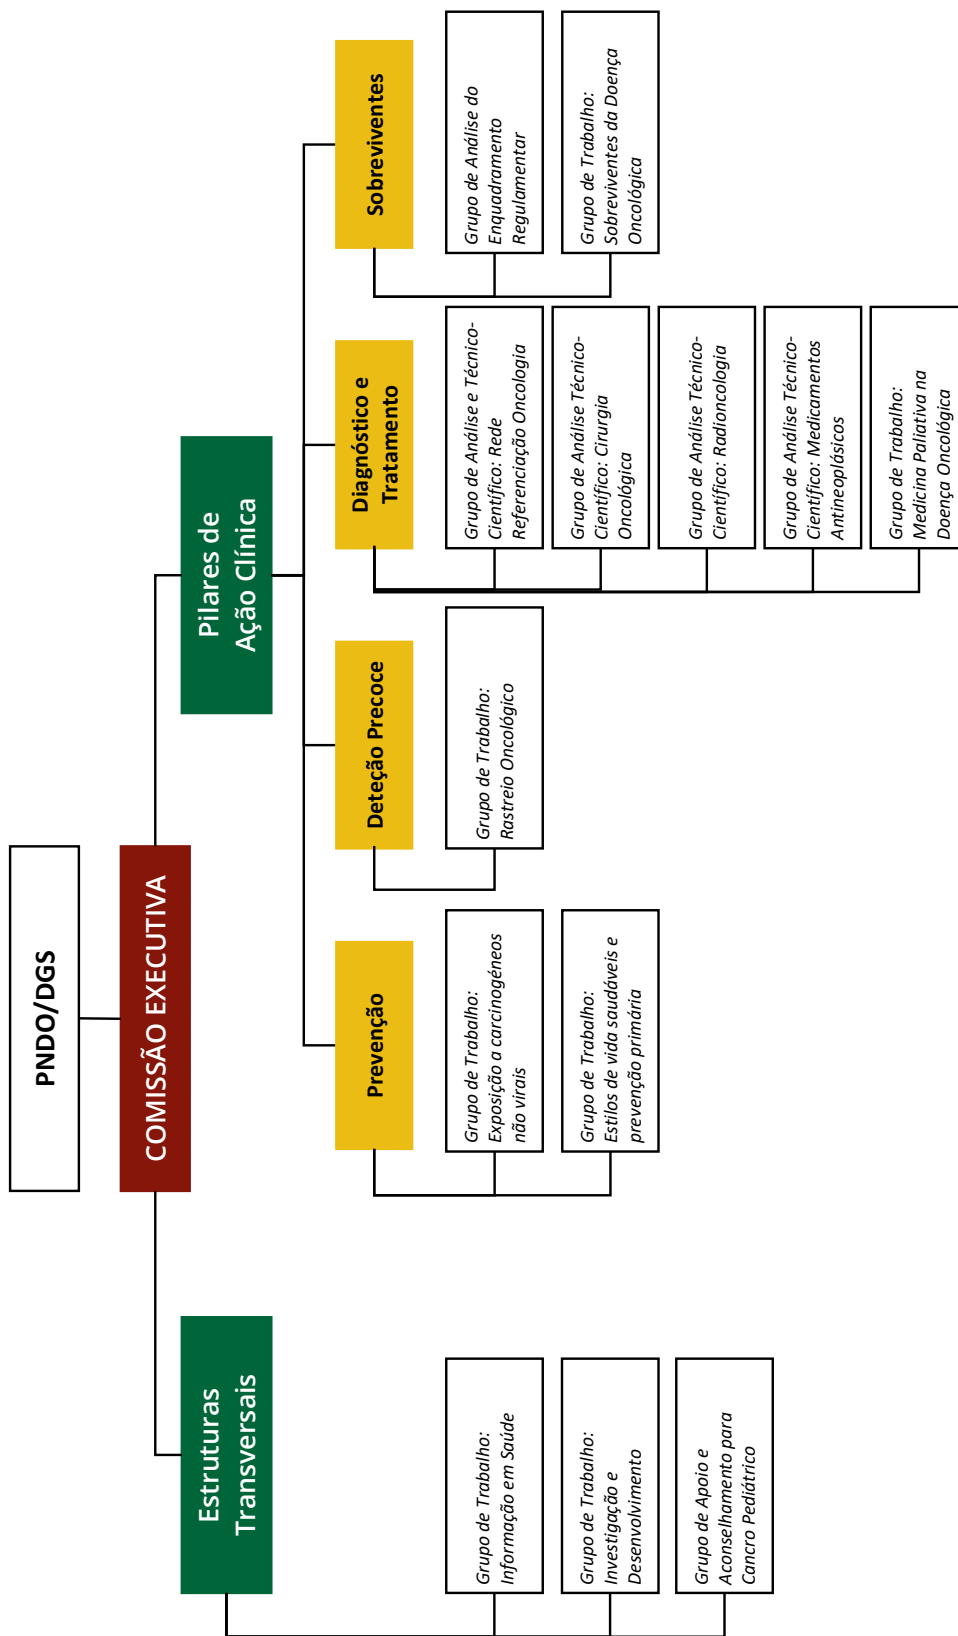 PNDO/DGS
COMISSÃO EXECUTIVA
Estruturas
Transversais
Grupo de Trabalho:
Informação em Saúde
Grupo de Trabalho:
Investigação e
Desenvolvimento
Grupo de Apoio e
Aconselhamento para
Cancro Pediátrico
Pilares de
Ação Clínica
Prevenção
Grupo de Trabalho:
Exposição a carcinogéneos
não virais
Grupo de Trabalho:
Estilos de vida saudáveis e
prevenção primária
Deteção Precoce
Grupo de Trabalho:
Rastreio Oncológico
Diagnóstico e
Tratamento
Grupo de Análise e Técnico-
Científico: Rede
Referenciação Oncologia
Grupo de Análise Técnico-
Científico: Cirurgia
Oncológica
Grupo de Análise Técnico-
Científico: Radioncologia
Grupo de Análise Técnico-
Científico: Medicamentos
Antineoplásicos
Grupo de Trabalho:
Medicina Paliativa na
Doença Oncológica
Sobreviventes
Grupo de Análise do
Enquadramento
Regulamentar
Grupo de Trabalho:
Sobreviventes da Doença
Oncológica